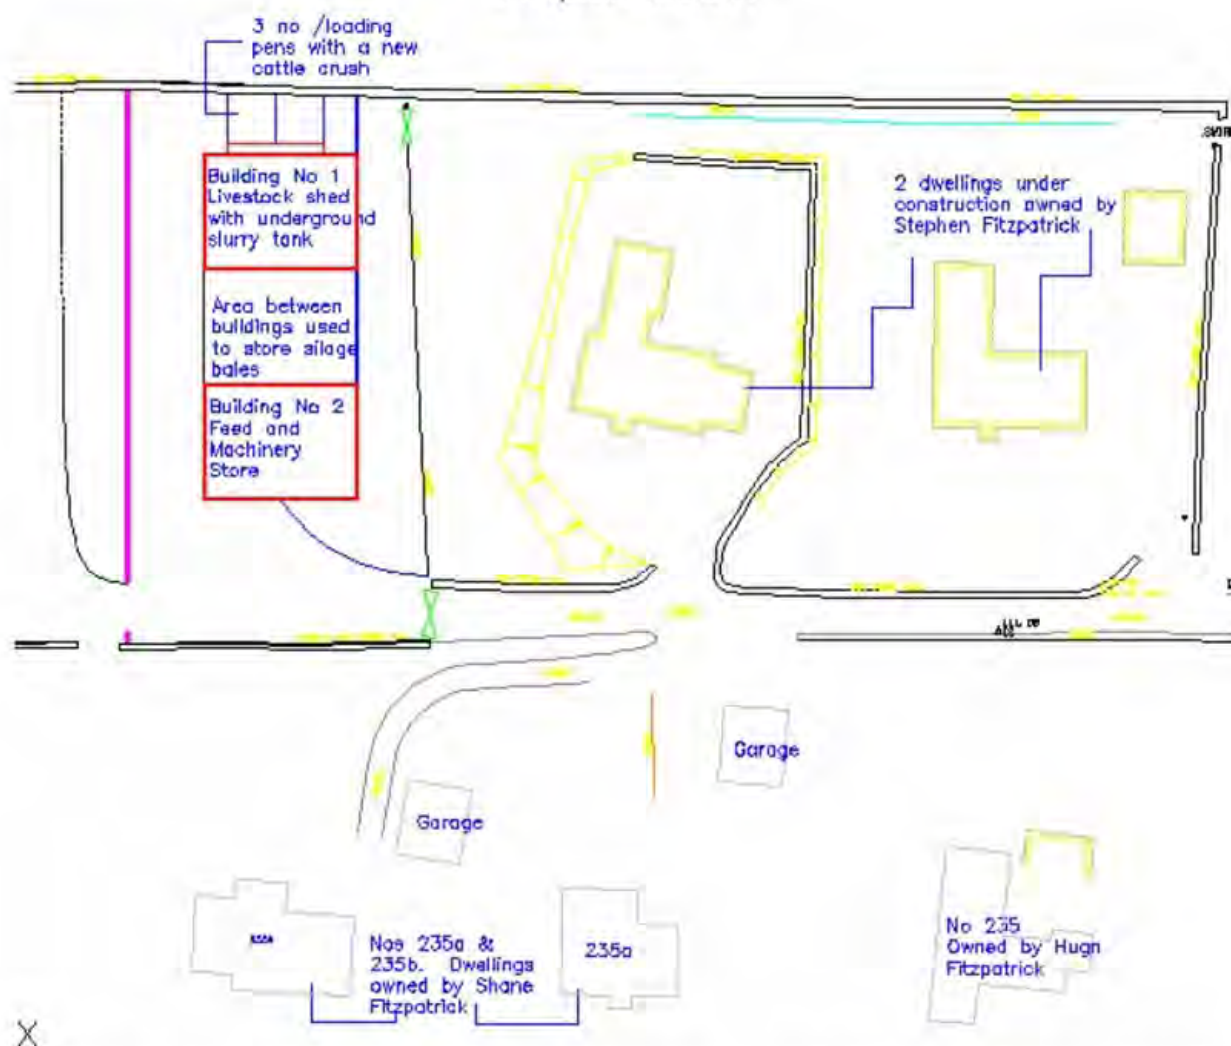 3 no /loading
pens with a new
cattle crush
Building No 1
Livestock shed
with underground
slurry tank
2 dwellings under
construction owned by
Stephen Fitzpatrick
Area between
buildings used
to store silage
bales
Building No 2
Feed and
Machinery
Store
Garage
Garage
Nos 235a &
235b. Dwellings
owned by Shane
Fitzpatrick
235a
No 235
Owned by Hugh
Fitzpatrick
X